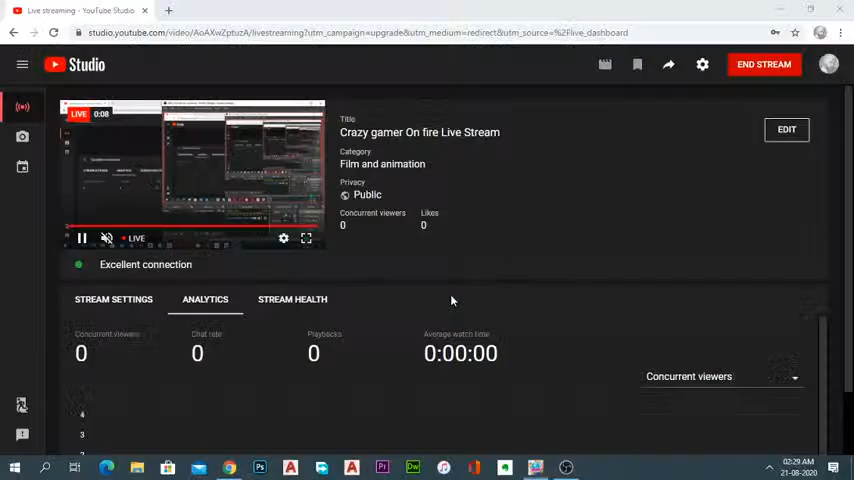 Live streaming - YouTube Studio
studio.youtube.com/video/AoAXwZptuzA/livestreaming?utm_campaign=upgrade&utm_medium=redirect&utm_source=%2Flive_dashboard
Studio
END STREAM
LIVE 0:08
Title
Crazy gamer On fire Live Stream
EDIT
Category
Film and animation
Privacy
Public
Concurrent viewers Likes
0 0
LIVE
Excellent connection
STREAM SETTINGS ANALYTICS STREAM HEALTH
Concurrent viewers Chat rate Playbacks Average watch time
0 0 0 0:00:00
Concurrent viewers
4
3
Ps A A Pr Dw
02:29 AM
21-08-2020